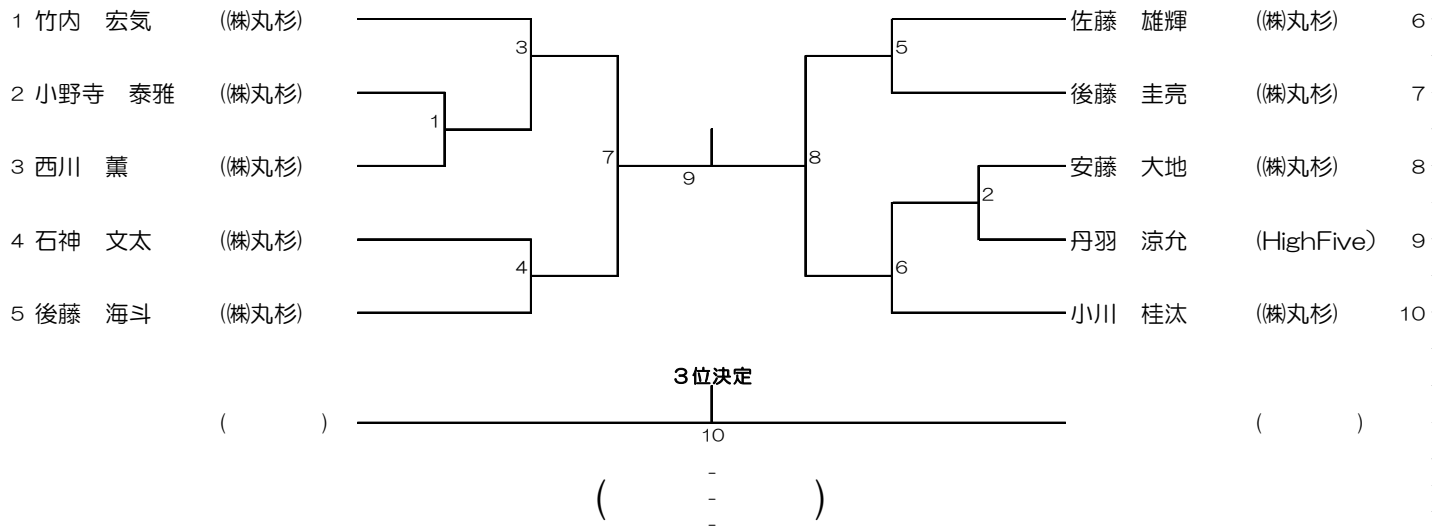 1 竹内　宏気 ((株)丸杉) 佐藤　雄輝 ((株)丸杉) 6
3 5
2 小野寺　泰雅 ((株)丸杉) 後藤　圭亮 ((株)丸杉) 7
1
7 8
3 西川　薫 ((株)丸杉) 安藤　大地 ((株)丸杉) 8
9 2
4 石神　文太 ((株)丸杉) 丹羽　涼允 (HighFive) 9
4 6
5 後藤　海斗 ((株)丸杉) 小川　桂汰 ((株)丸杉) 10
3位決定
(　　　) (　　　)
10
-
( - )
-